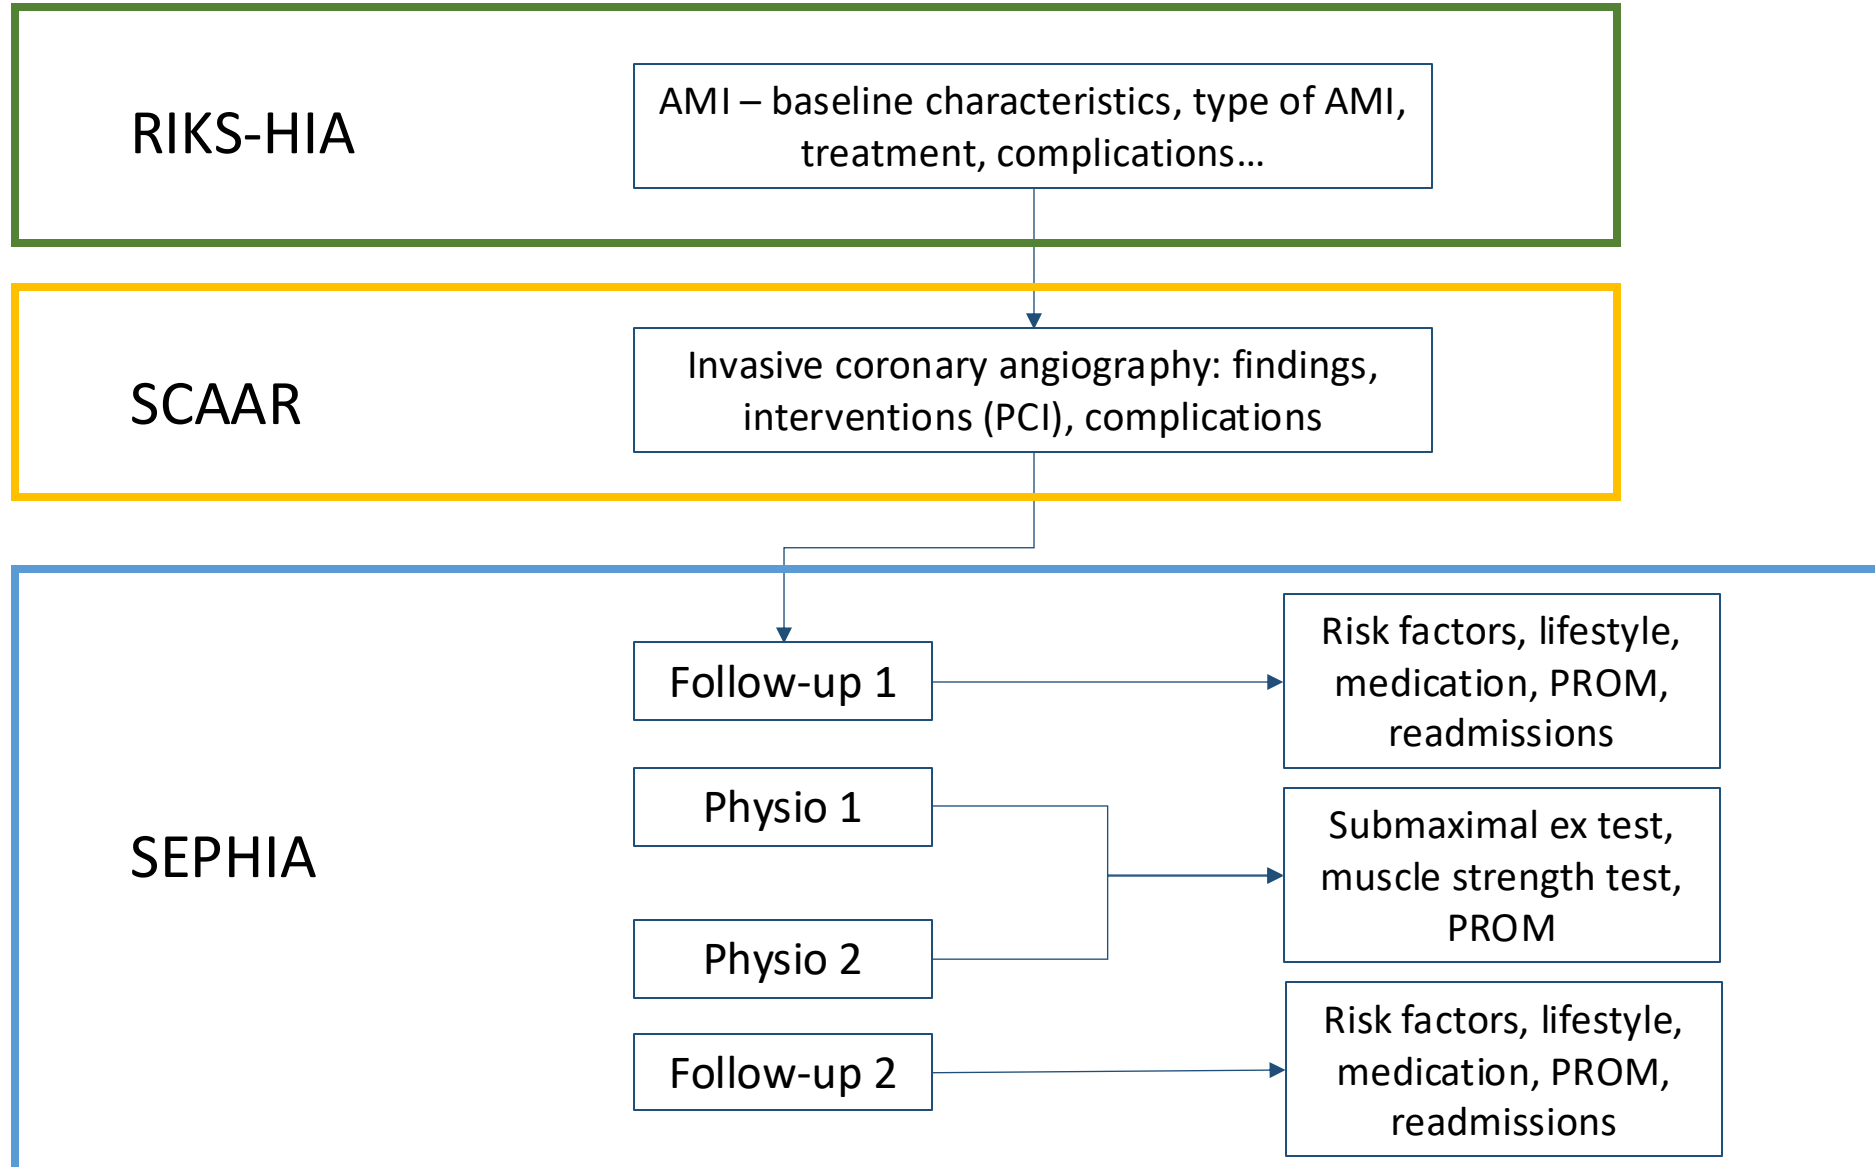 RIKS-HIA
AMI – baseline characteristics, type of AMI,
treatment, complications…
SCAAR
Invasive coronary angiography: findings,
interventions (PCI), complications
SEPHIA
Follow-up 1
Risk factors, lifestyle,
medication, PROM,
readmissions
Physio 1
Physio 2
Submaximal ex test,
muscle strength test,
PROM
Follow-up 2
Risk factors, lifestyle,
medication, PROM,
readmissions